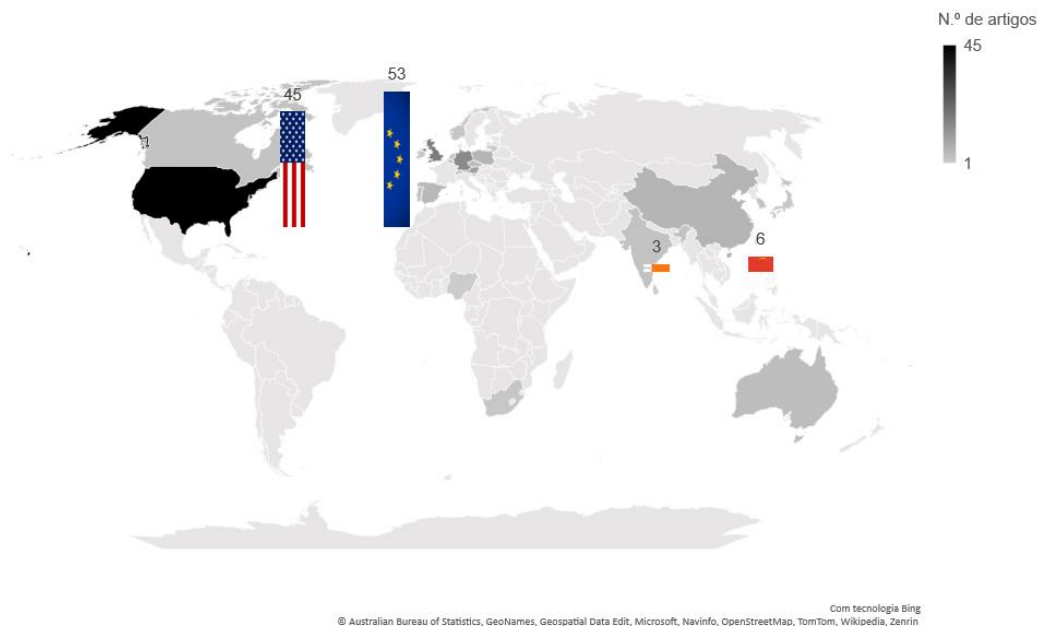 N.º de artigos
45
1
53
45
3
6
Com tecnologia Bing
© Australian Bureau of Statistics, GeoNames, Geospatial Data Edit, Microsoft, Navinfo, OpenStreetMap, TomTom, Wikipedia, Zenrin